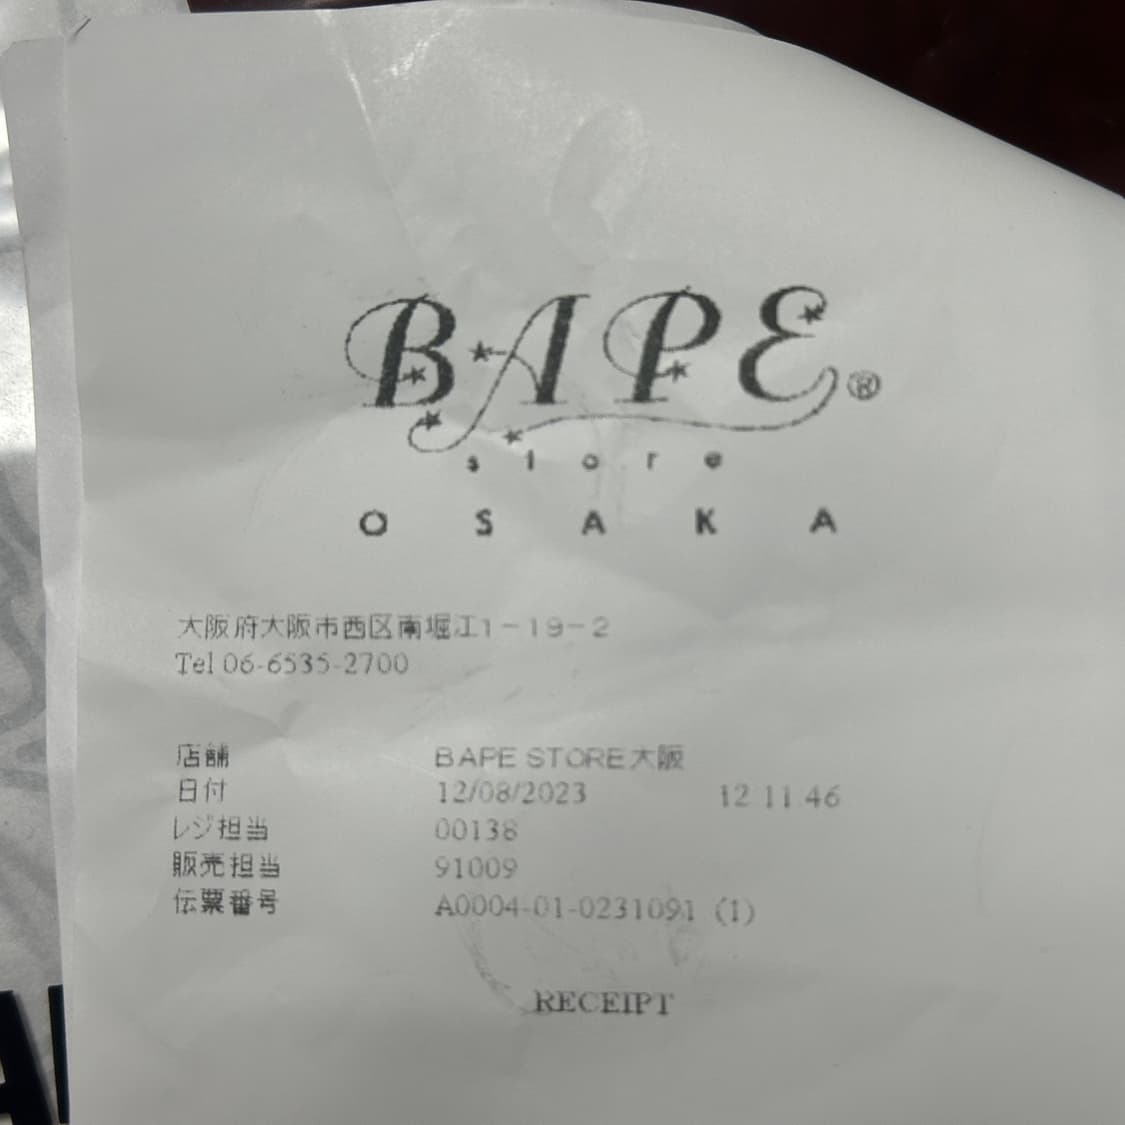 BAPE®
store
OSAKA
大阪府大阪市西区南堀江1-19-2
Tel 06-6535-2700
店舗 BAPE STORE大阪
日付 12/08/2023 12 11 46
レジ担当 00138
販売担当 91009
伝票番号 A0004-01-0231091 (1)
RECEIPT